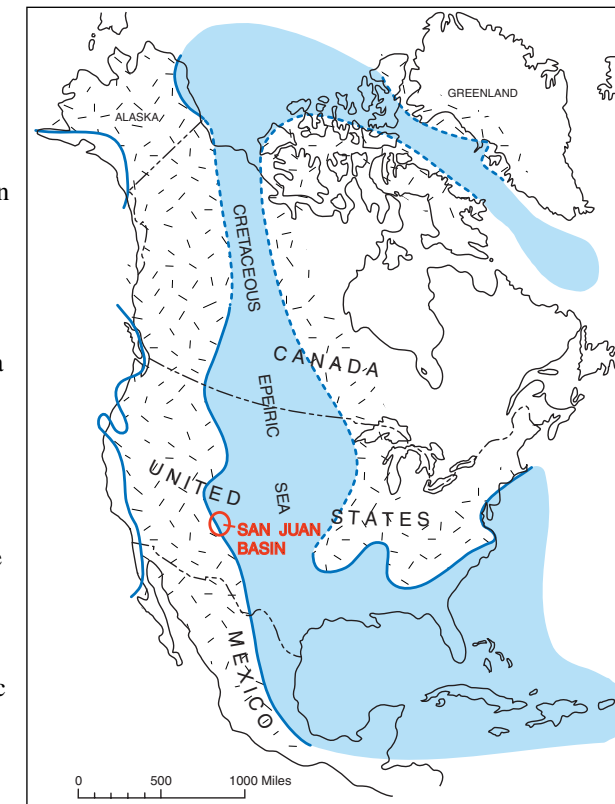 GREENLAND
ALASKA
CRETACEOUS
CANADA
EPEIRIC
SEA
UNITED
STATES
SAN JUAN
BASIN
MEXICO
0 500 1000 Miles
n
a
e
c